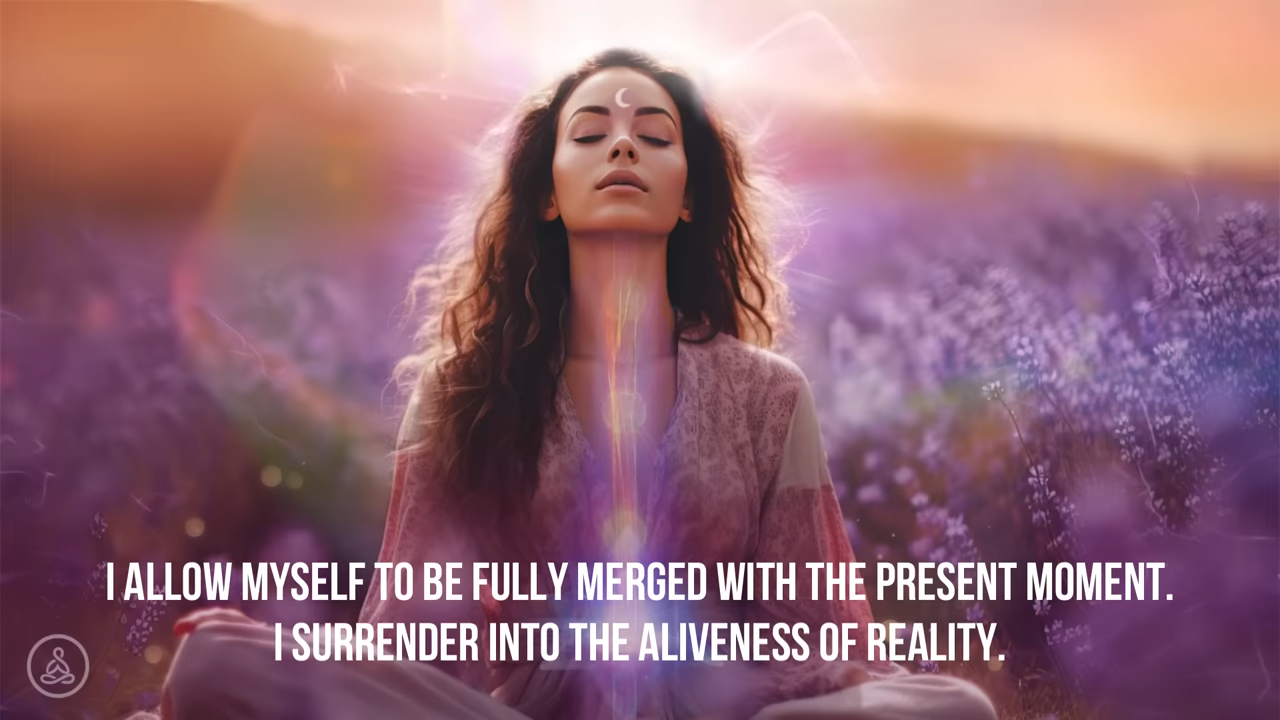 I ALLOW MYSELF TO BE FULLY MERGED WITH THE PRESENT MOMENT.
I SURRENDER INTO THE ALIVENESS OF REALITY.